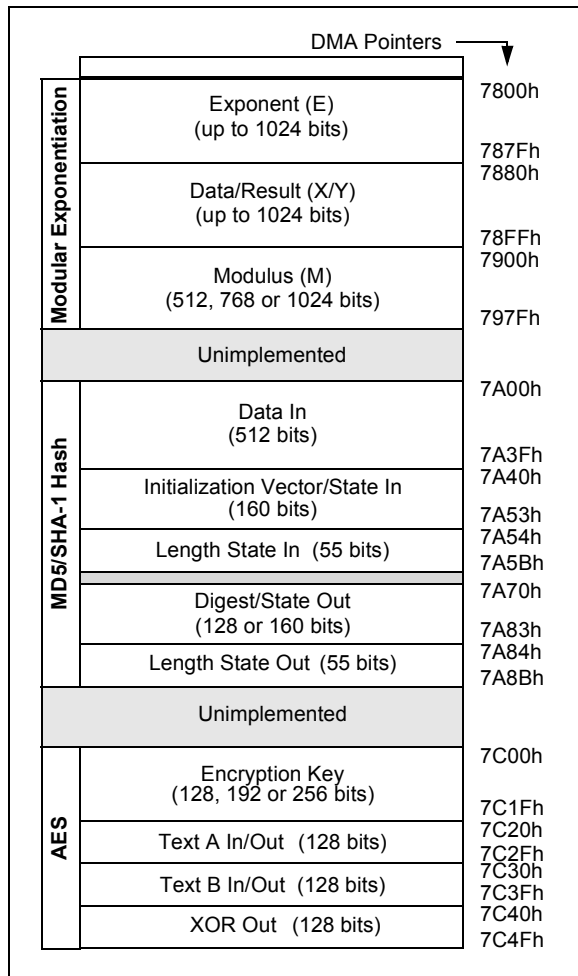 DMA Pointers
Modular Exponentiation
Exponent (E)
(up to 1024 bits)
7800h
787Fh
Data/Result (X/Y)
(up to 1024 bits)
7880h
78FFh
Modulus (M)
(512, 768 or 1024 bits)
7900h
797Fh
Unimplemented
MD5/SHA-1 Hash
Data In
(512 bits)
7A00h
7A3Fh
Initialization Vector/State In
(160 bits)
7A40h
7A53h
Length State In (55 bits)
7A54h
7A5Bh
Digest/State Out
(128 or 160 bits)
7A70h
7A83h
Length State Out (55 bits)
7A84h
7A8Bh
Unimplemented
AES
Encryption Key
(128, 192 or 256 bits)
7C00h
7C1Fh
Text A In/Out (128 bits)
7C20h
7C2Fh
Text B In/Out (128 bits)
7C30h
7C3Fh
XOR Out (128 bits)
7C40h
7C4Fh